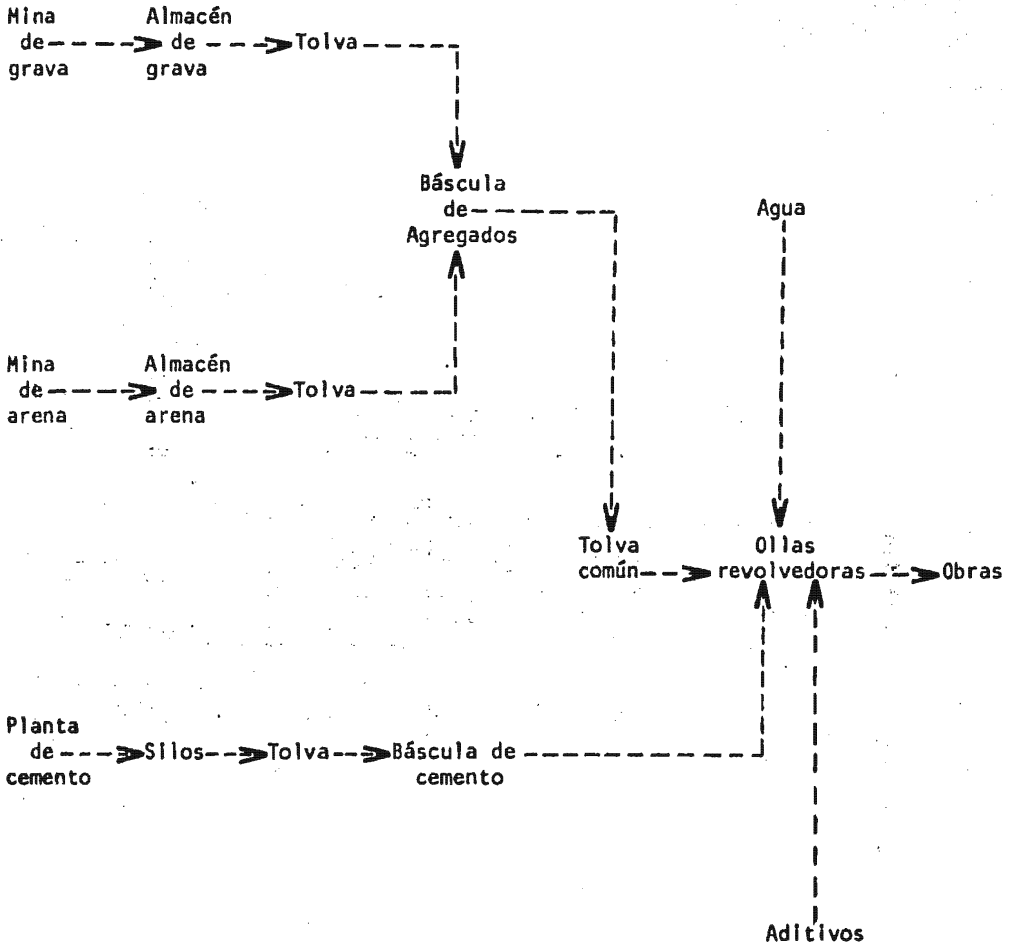 Mina
de
grava
Almacén
de
grava
Tolva
Báscula
de
Agregados
Agua
Mina
de
arena
Almacén
de
arena
Tolva
Tolva
común
Ollas
revolvedoras
Obras
Planta
de
cemento
Silos
Tolva
Báscula de
cemento
Aditivos